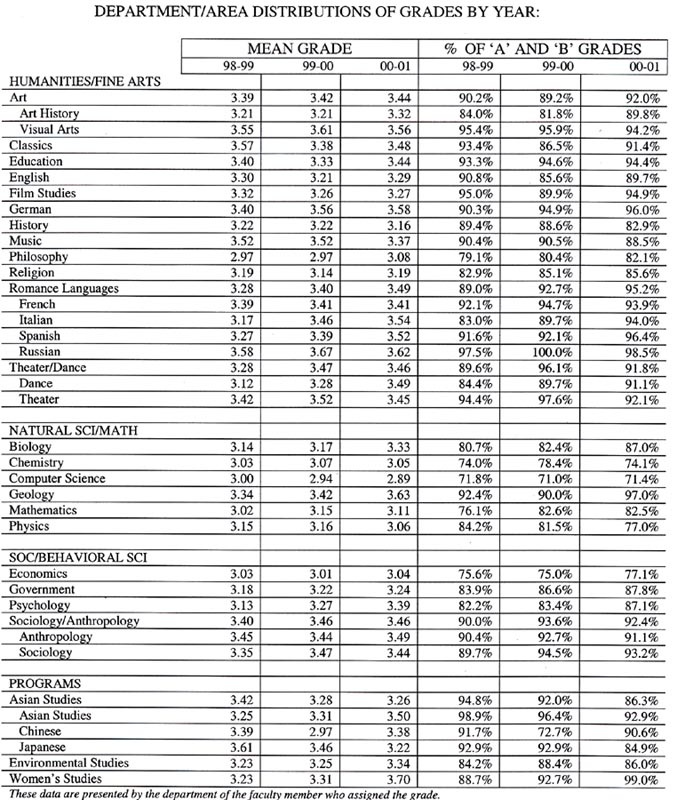 DEPARTMENT/AREA DISTRIBUTIONS OF GRADES BY YEAR:
MEAN GRADE % OF 'A' AND 'B' GRADES
98-99 99-00 00-01 98-99 99-00 00-01
HUMANITIES/FINE ARTS
Art 3.39 3.42 3.44 90.2% 89.2% 92.0%
Art History 3.21 3.21 3.32 84.0% 81.8% 89.8%
Visual Arts 3.55 3.61 3.56 95.4% 95.9% 94.2%
Classics 3.57 3.38 3.48 93.4% 86.5% 91.4%
Education 3.40 3.33 3.44 93.3% 94.6% 94.4%
English 3.30 3.21 3.29 90.8% 85.6% 89.7%
Film Studies 3.32 3.26 3.27 95.0% 89.9% 94.9%
German 3.40 3.56 3.58 90.3% 94.9% 96.0%
History 3.22 3.22 3.16 89.4% 88.6% 82.9%
Music 3.52 3.52 3.37 90.4% 90.5% 88.5%
Philosophy 2.97 2.97 3.08 79.1% 80.4% 82.1%
Religion 3.19 3.14 3.19 82.9% 85.1% 85.6%
Romance Languages 3.28 3.40 3.49 89.0% 92.7% 95.2%
French 3.39 3.41 3.41 92.1% 94.7% 93.9%
Italian 3.17 3.46 3.54 83.0% 89.7% 94.0%
Spanish 3.27 3.39 3.52 91.6% 92.1% 96.4%
Russian 3.58 3.67 3.62 97.5% 100.0% 98.5%
Theater/Dance 3.28 3.47 3.46 89.6% 96.1% 91.8%
Dance 3.12 3.28 3.49 84.4% 89.7% 91.1%
Theater 3.42 3.52 3.45 94.4% 97.6% 92.1%
NATURAL SCI/MATH
Biology 3.14 3.17 3.33 80.7% 82.4% 87.0%
Chemistry 3.03 3.07 3.05 74.0% 78.4% 74.1%
Computer Science 3.00 2.94 2.89 71.8% 71.0% 71.4%
Geology 3.34 3.42 3.63 92.4% 90.0% 97.0%
Mathematics 3.02 3.15 3.11 76.1% 82.6% 82.5%
Physics 3.15 3.16 3.06 84.2% 81.5% 77.0%
SOC/BEHAVIORAL SCI
Economics 3.03 3.01 3.04 75.6% 75.0% 77.1%
Government 3.18 3.22 3.24 83.9% 86.6% 87.8%
Psychology 3.13 3.27 3.39 82.2% 83.4% 87.1%
Sociology/Anthropology 3.40 3.46 3.46 90.0% 93.6% 92.4%
Anthropology 3.45 3.44 3.49 90.4% 92.7% 91.1%
Sociology 3.35 3.47 3.44 89.7% 94.5% 93.2%
PROGRAMS
Asian Studies 3.42 3.28 3.26 94.8% 92.0% 86.3%
Asian Studies 3.25 3.31 3.50 98.9% 96.4% 92.9%
Chinese 3.39 2.97 3.38 91.7% 72.7% 90.6%
Japanese 3.61 3.46 3.22 92.9% 92.9% 84.9%
Environmental Studies 3.23 3.25 3.34 84.2% 88.4% 86.0%
Women's Studies 3.23 3.31 3.70 88.7% 92.7% 99.0%
These data are presented by the department of the faculty member who assigned the grade.